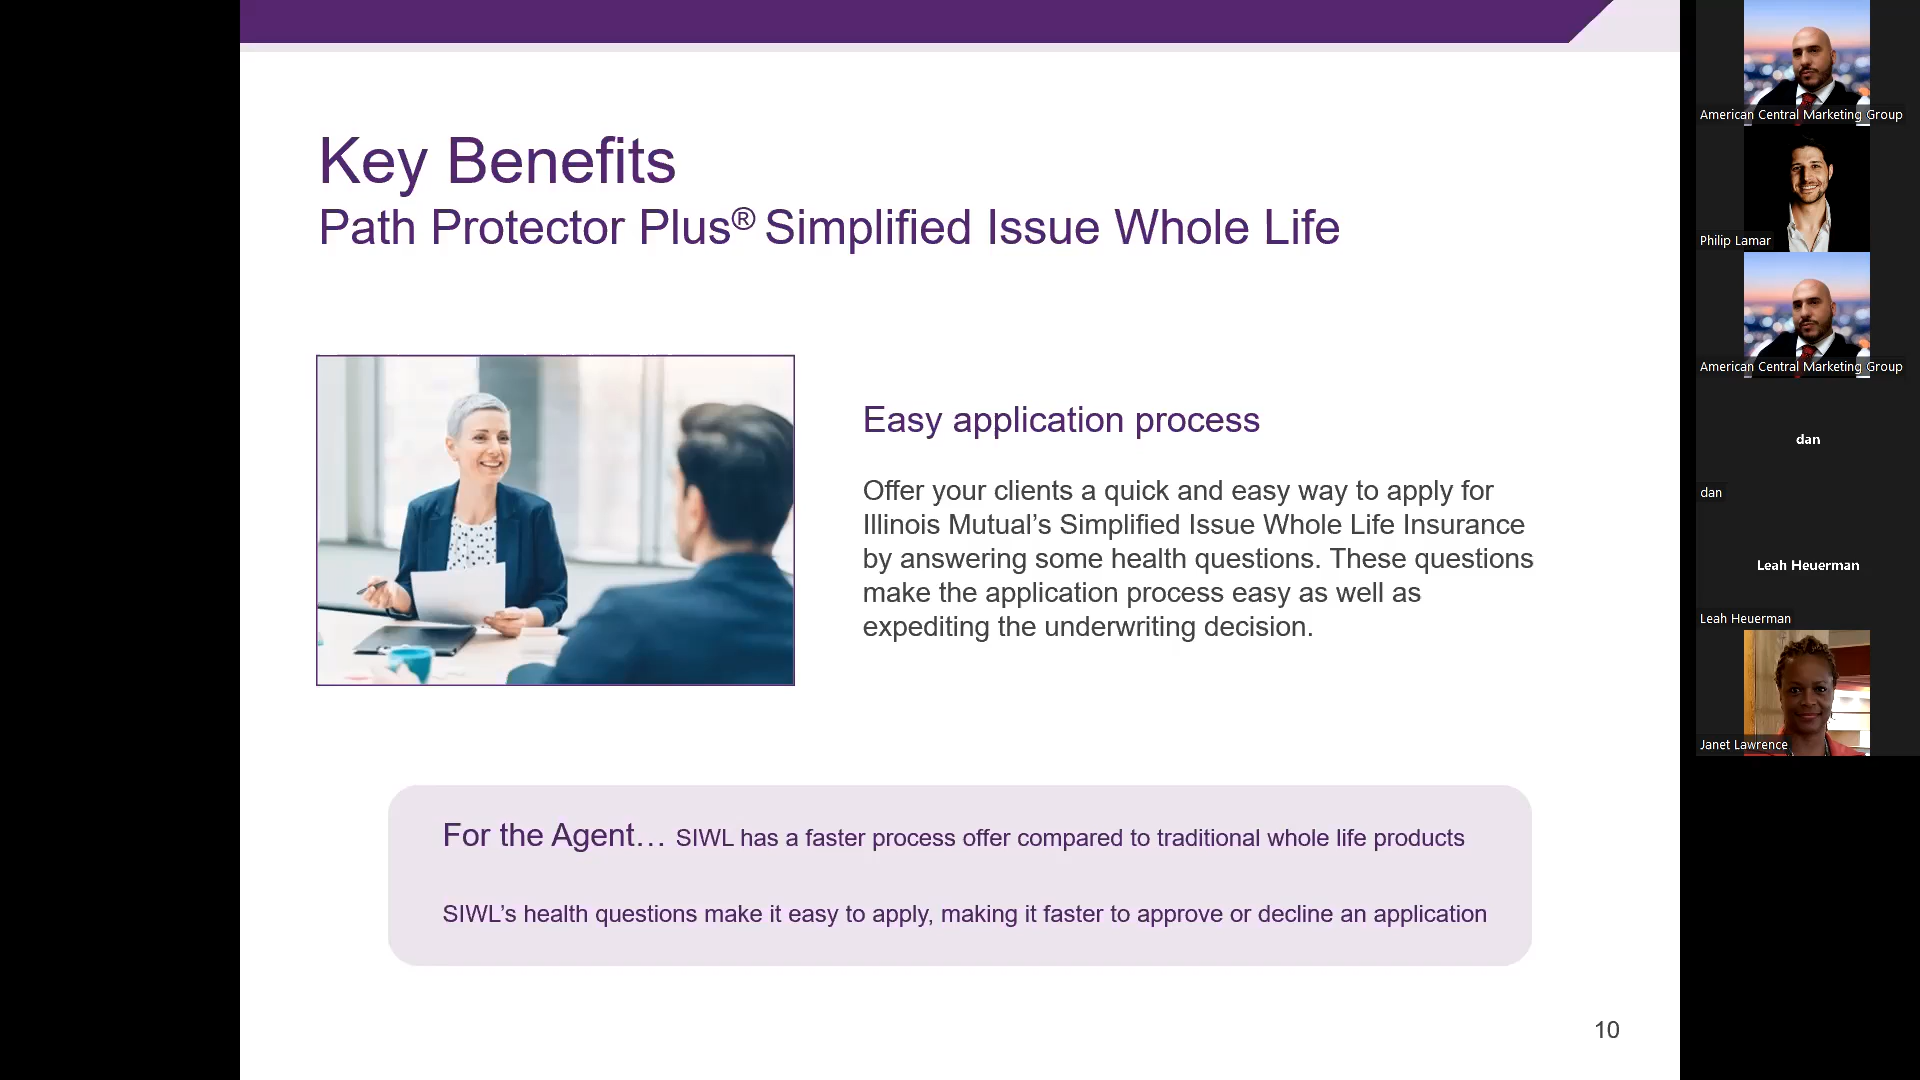 Key Benefits
Path Protector Plus® Simplified Issue Whole Life
Easy application process
Offer your clients a quick and easy way to apply for
Illinois Mutual’s Simplified Issue Whole Life Insurance
by answering some health questions. These questions
make the application process easy as well as
expediting the underwriting decision.
For the Agent… SIWL has a faster process offer compared to traditional whole life products
SIWL’s health questions make it easy to apply, making it faster to approve or decline an application
10
American Central Marketing Group
Philip Lamar
American Central Marketing Group
dan
dan
Leah Heuerman
Leah Heuerman
Janet Lawrence